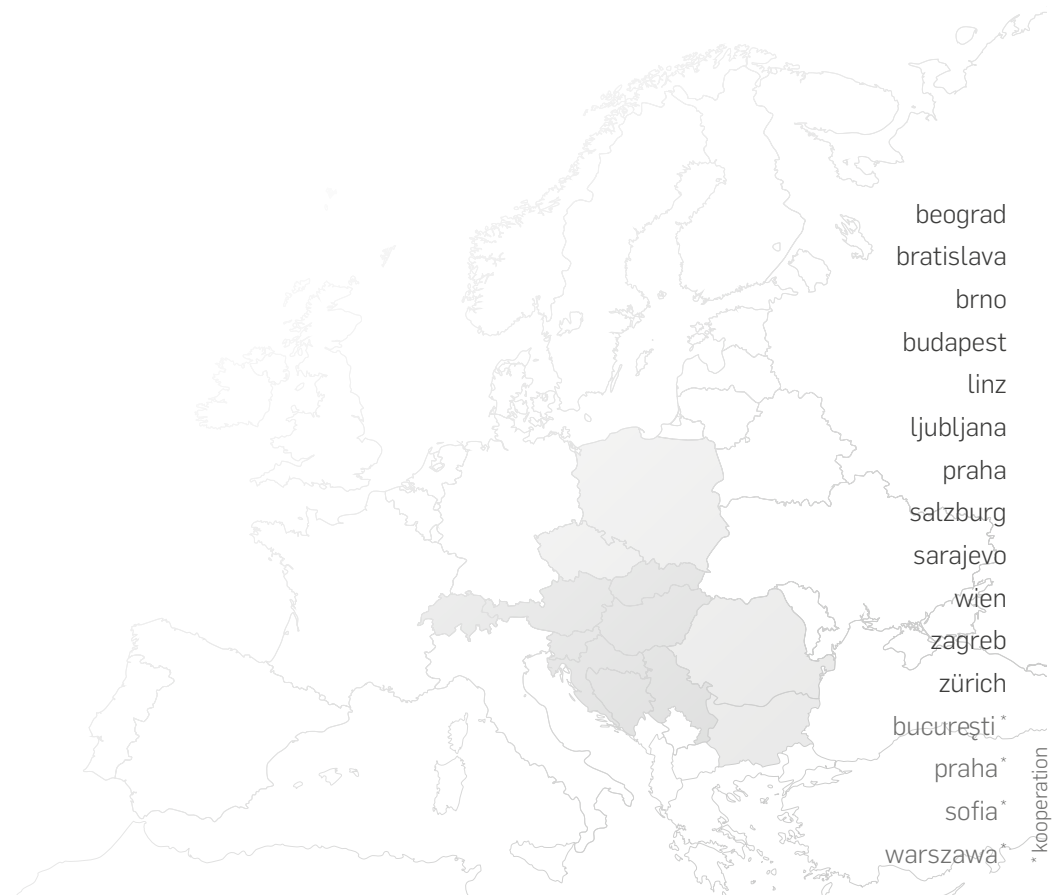 beograd
bratislava
brno
budapest
linz
ljubljana
praha
salzburg
sarajevo
wien
zagreb
zürich
bucureşti *
praha*
sofia*
warszawa*
* kooperation